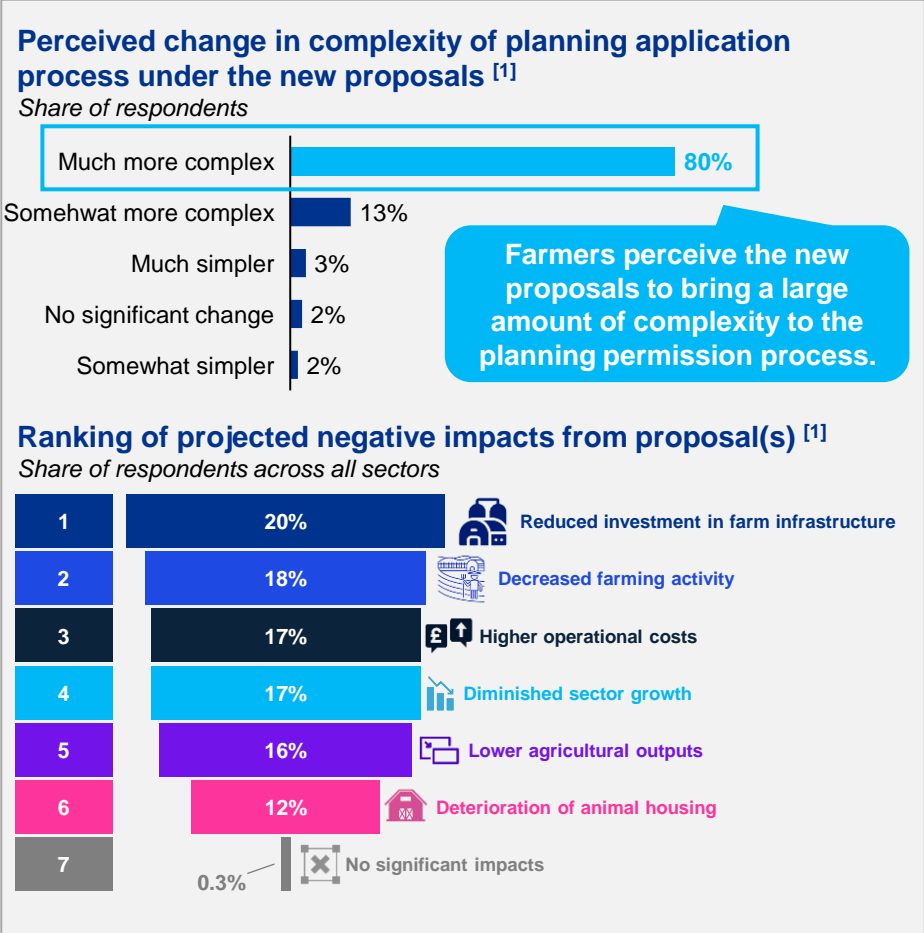 Perceived change in complexity of planning application
process under the new proposals [1]
Share of respondents
Much more complex 80%
Somehwat more complex 13%
Much simpler 3%
No significant change 2%
Somewhat simpler 2%
Farmers perceive the new
proposals to bring a large
amount of complexity to the
planning permission process.
Ranking of projected negative impacts from proposal(s) [1]
Share of respondents across all sectors
1 20% Reduced investment in farm infrastructure
2 18% Decreased farming activity
3 17% £ Higher operational costs
4 17% Diminished sector growth
5 16% Lower agricultural outputs
6 12% Deterioration of animal housing
7 0.3% No significant impacts